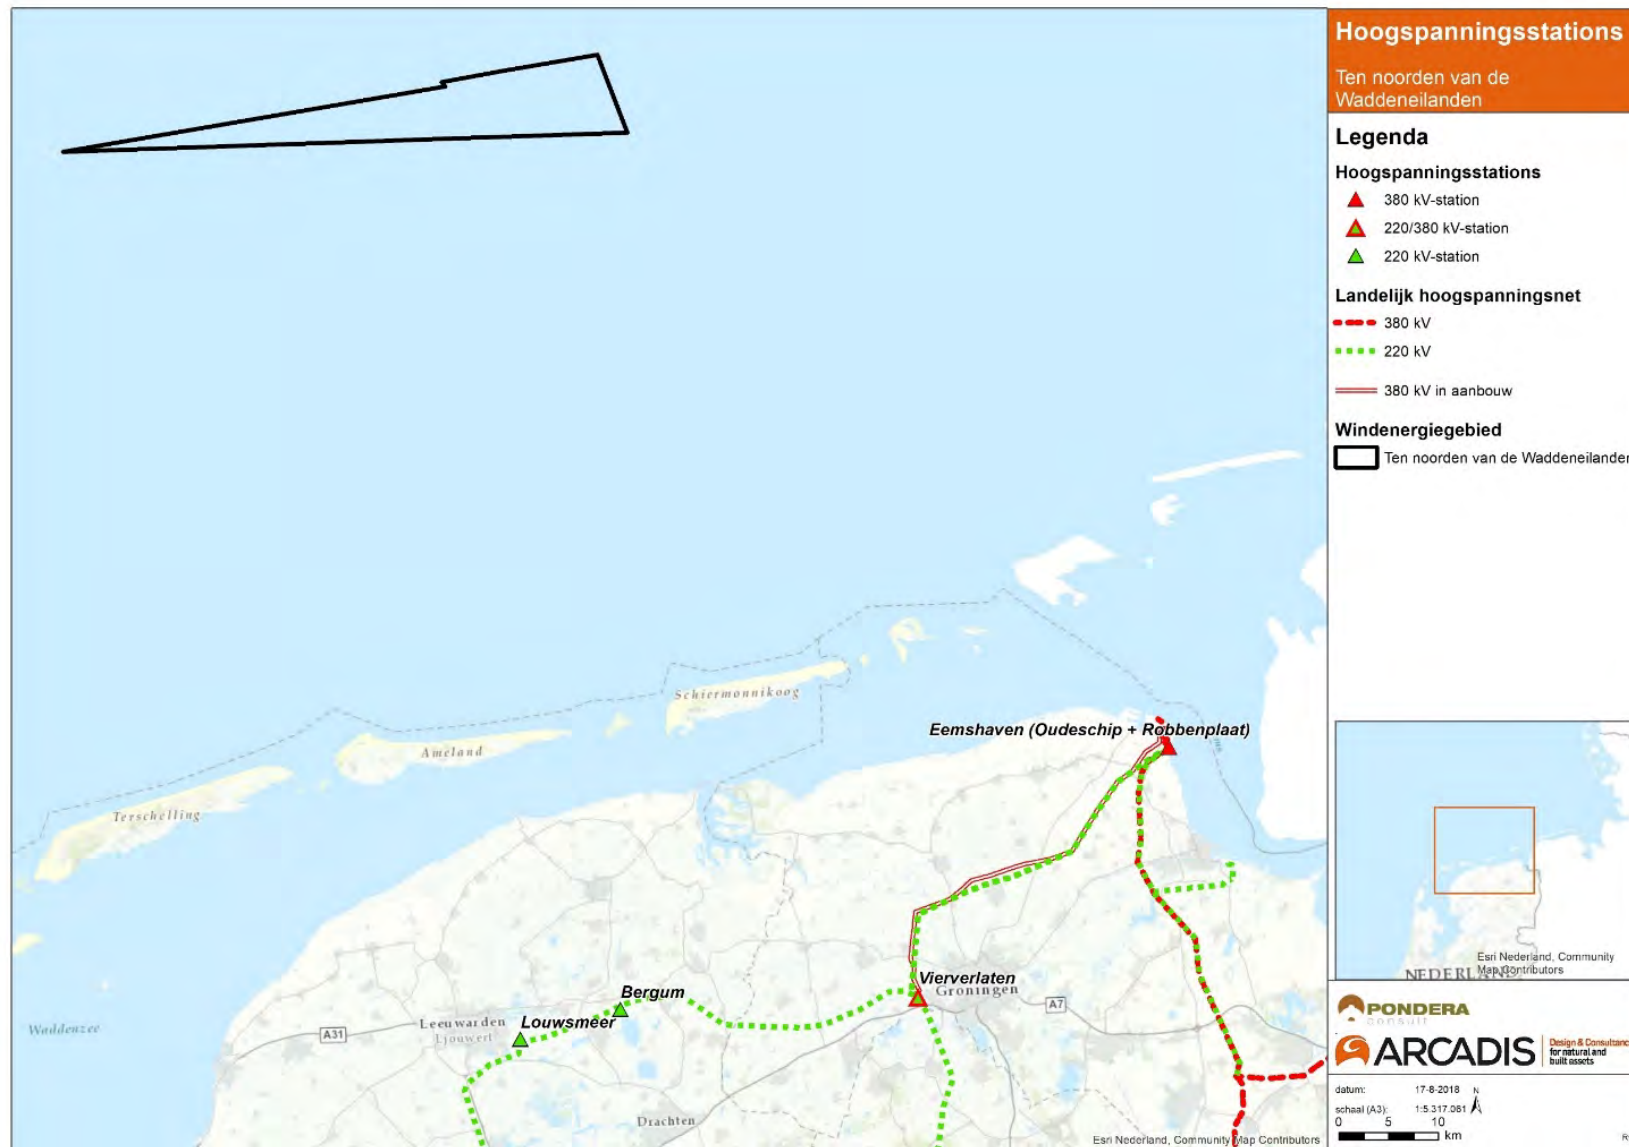 Hoogspanningsstations
Ten noorden van de
Waddeneilanden
Legenda
Hoogspanningsstations
380 kV-station
220/380 kV-station
220 kV-station
Landelijk hoogspanningsnet
380 kV
220 kV
380 kV in aanbouw
Windenergiegebied
Ten noorden van de Waddeneilanden
Schiermonnikoog
Eemshaven (Oudeschip + Robbenplaat)
Ameland
Terschelling
Vierverlaten
Groningen
Bergum
A7
Louwsmeer
Leeuwarden
Ljouwert
Waddenzee
A31
Drachten
Esri Nederland, Community Map Contributors
Esri Nederland, Community
Map Contributors
NEDERLAND
PONDERA
consult
ARCADIS
Design & Consultancy
for natural and
built assets
datum: 17-8-2018
N
schaal (A3): 1:5.317.061
0 5 10
km